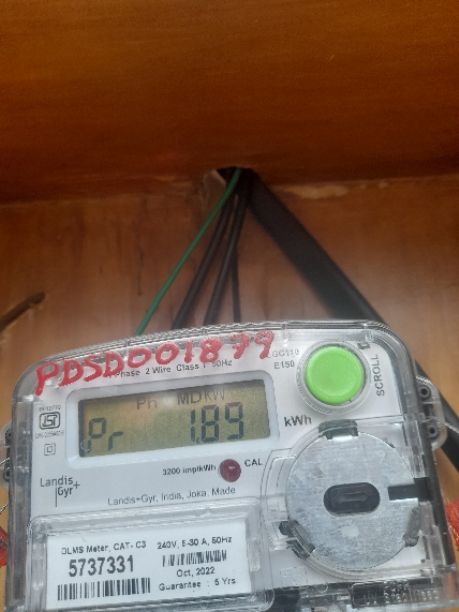 PDSD001879
Phase 2 Wire Class 1 50Hz
E150
SCROLL
Ph MD KW
Pr 1.89
kWh
3200 imp/kWh CAL
Landis+
Gyr
Landis+Gyr, India, Joka, Made
DLMS Meter, CAT- C3 240V, 5-30 A, 50Hz
5737331
Oct, 2022
Guarantee : 5 Yrs